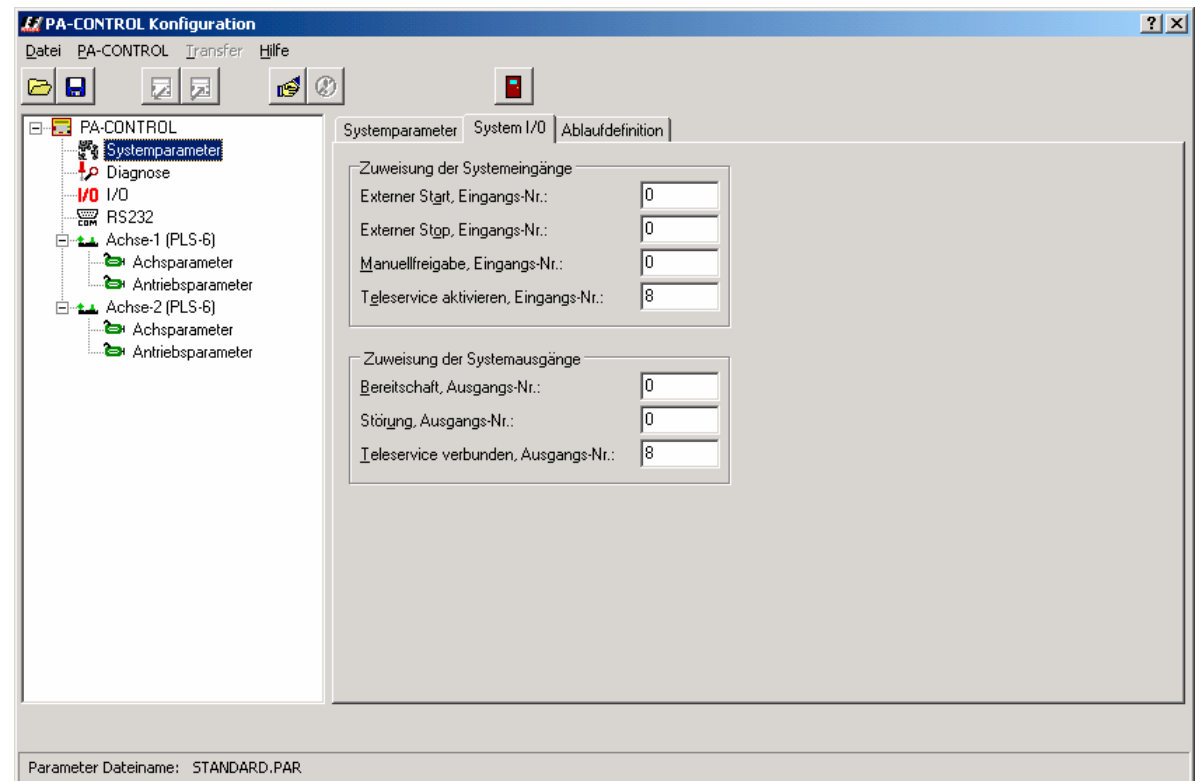 PA-CONTROL Konfiguration
Datei PA-CONTROL Transfer Hilfe
PA-CONTROL
Systemparameter
Diagnose
I/O I/O
COM RS232
Achse-1 (PLS-6)
Achsparameter
Antriebsparameter
Achse-2 (PLS-6)
Achsparameter
Antriebsparameter
Systemparameter System I/O Ablaufdefinition
Zuweisung der Systemeingänge
Externer Start, Eingangs-Nr.: 0
Externer Stop, Eingangs-Nr.: 0
Manuellfreigabe, Eingangs-Nr.: 0
Teleservice aktivieren, Eingangs-Nr.: 8
Zuweisung der Systemausgänge
Bereitschaft, Ausgangs-Nr.: 0
Störung, Ausgangs-Nr.: 0
Teleservice verbunden, Ausgangs-Nr.: 8
Parameter Dateiname: STANDARD.PAR